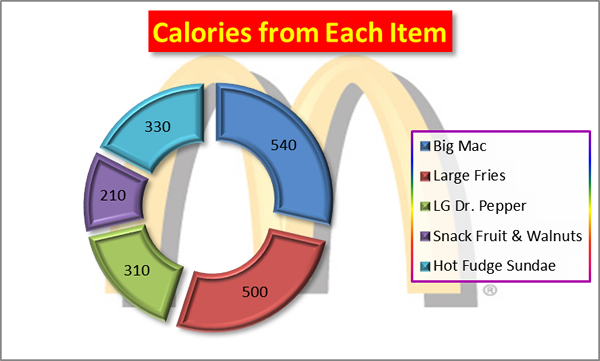 Calories from Each Item
330
540
210
310
500
Big Mac
Large Fries
LG Dr. Pepper
Snack Fruit & Walnuts
Hot Fudge Sundae
®